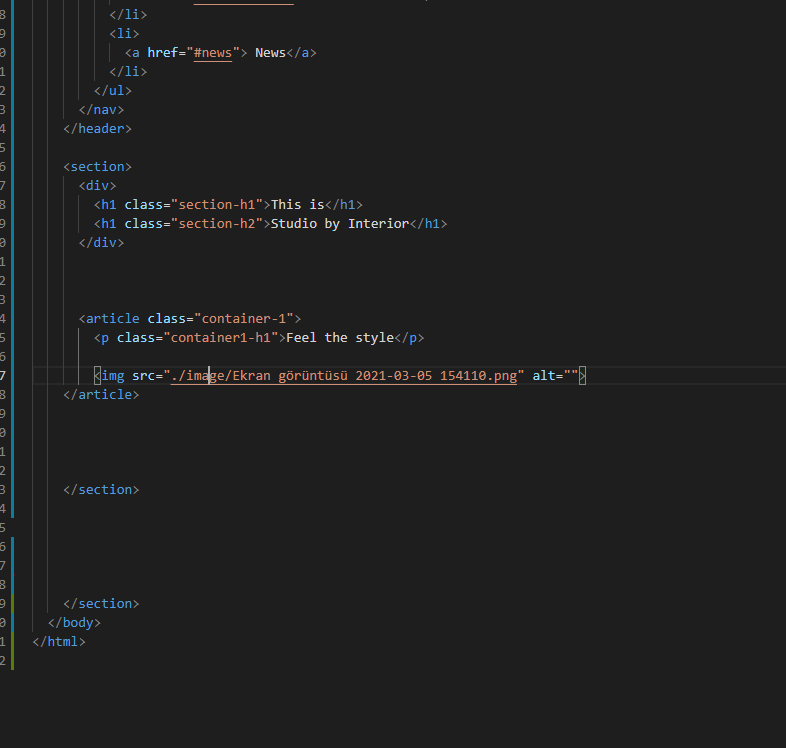 8 </li>
9 <li>
0 <a href="#news"> News</a>
1 </li>
2 </ul>
3 </nav>
4 </header>
5
6 <section>
7 <div>
8 <h1 class="section-h1">This is</h1>
9 <h1 class="section-h2">Studio by Interior</h1>
0 </div>
1
2
3
4 <article class="container-1">
5 <p class="container1-h1">Feel the style</p>
6
7 <img src="./image/Ekran görüntüsü 2021-03-05 154110.png" alt="">
8 </article>
9
0
1
2
3 </section>
4
5
6
7
8
9 </section>
0 </body>
1 </html>
2